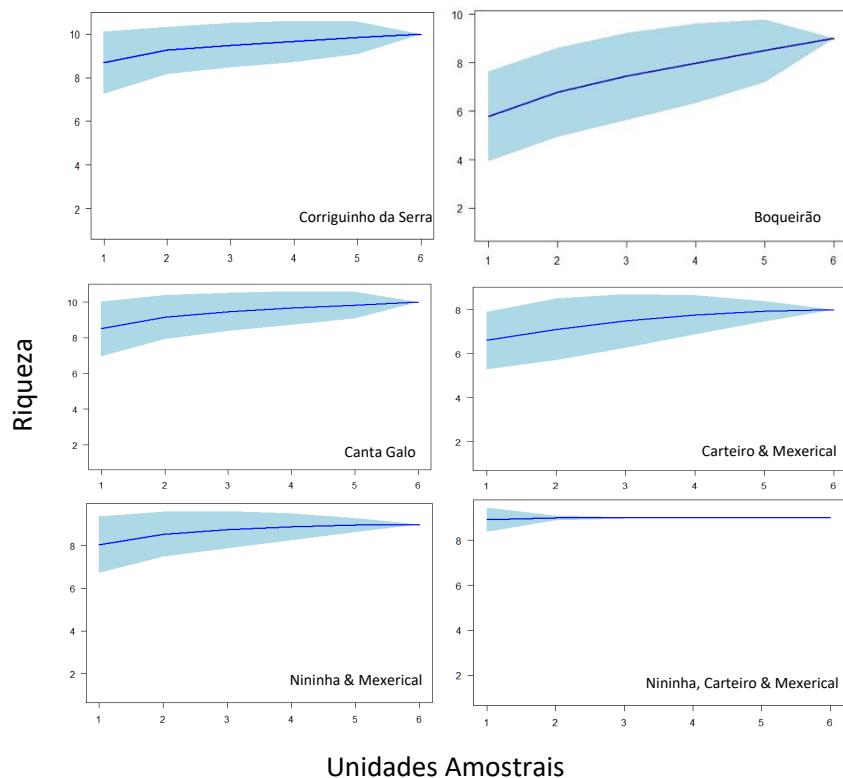 Riqueza
10
8
6
4
2
Corriguinho da Serra
1 2 3 4 5 6
10
8
6
4
2
Boqueirão
1 2 3 4 5 6
10
8
6
4
2
Canta Galo
1 2 3 4 5 6
8
6
4
2
Carteiro & Mexerical
1 2 3 4 5 6
8
6
4
2
Nininha & Mexerical
1 2 3 4 5 6
8
6
4
2
Nininha, Carteiro & Mexerical
1 2 3 4 5 6
Unidades Amostrais